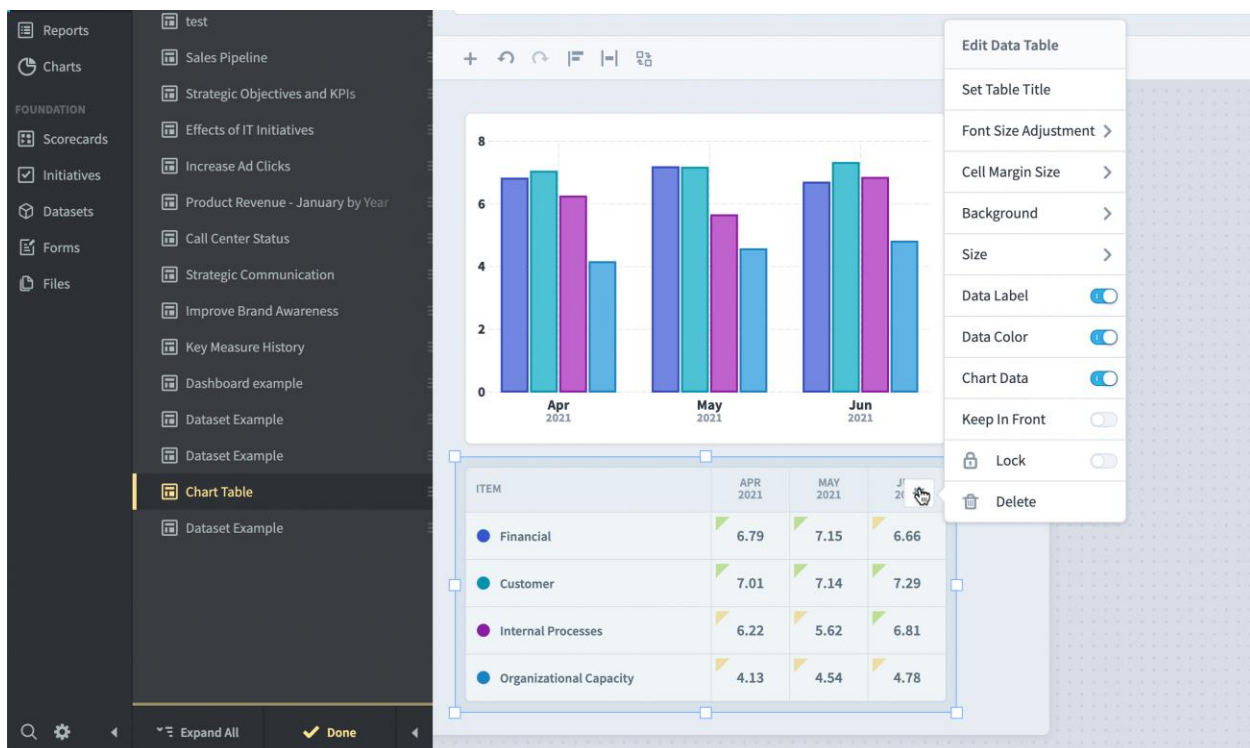 Reports
Charts
FOUNDATION
Scorecards
Initiatives
Datasets
Forms
Files
test
Sales Pipeline
Strategic Objectives and KPIs
Effects of IT Initiatives
Increase Ad Clicks
Product Revenue - January by Year
Call Center Status
Strategic Communication
Improve Brand Awareness
Key Measure History
Dashboard example
Dataset Example
Dataset Example
Chart Table
Dataset Example
Expand All
Done
8
6
4
2
0
Apr May Jun
2021 2021 2021
ITEM APR MAY
2021 2021
Financial 6.79 7.15 6.66
Customer 7.01 7.14 7.29
Internal Processes 6.22 5.62 6.81
Organizational Capacity 4.13 4.54 4.78
Edit Data Table
Set Table Title
Font Size Adjustment
Cell Margin Size
Background
Size
Data Label
Data Color
Chart Data
Keep In Front
Lock
Delete